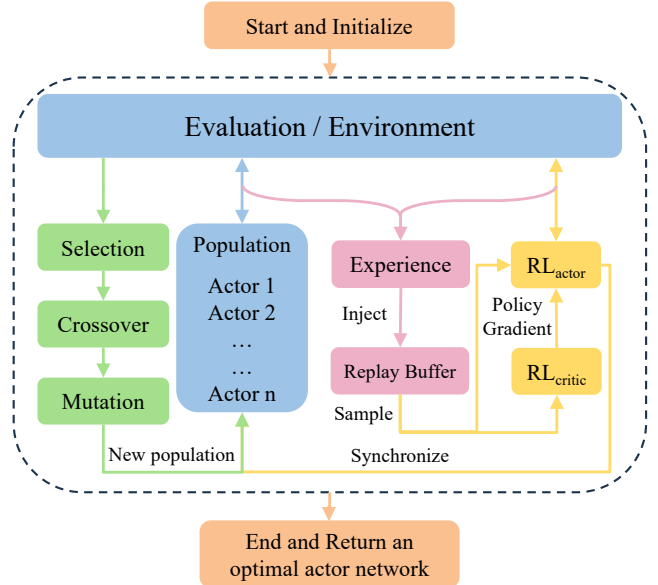 Start and Initialize
Evaluation / Environment
Selection
Crossover
Mutation
New population
Population
Actor 1
Actor 2
…
…
Actor n
Experience
Inject
Replay Buffer
Sample
RLactor
Policy
Gradient
RLcritic
Synchronize
End and Return an
optimal actor network